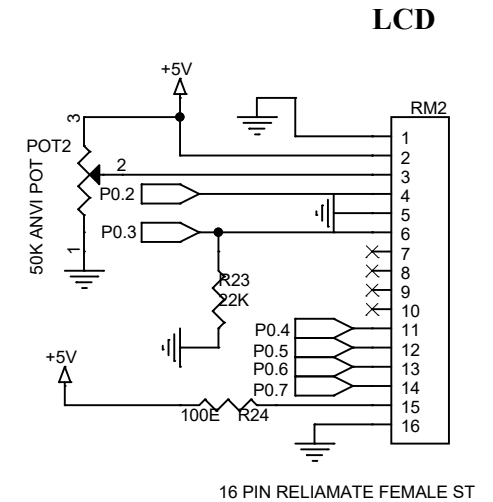 LCD
+5V
RM2
3
1
2
POT2
2
3
P0.2
4
5
50K ANVI POT
P0.3
6
1
7
R23
8
22K
9
10
P0.4
11
P0.5
12
+5V
P0.6
13
P0.7
14
15
100E
R24
16
16 PIN RELIAMATE FEMALE ST